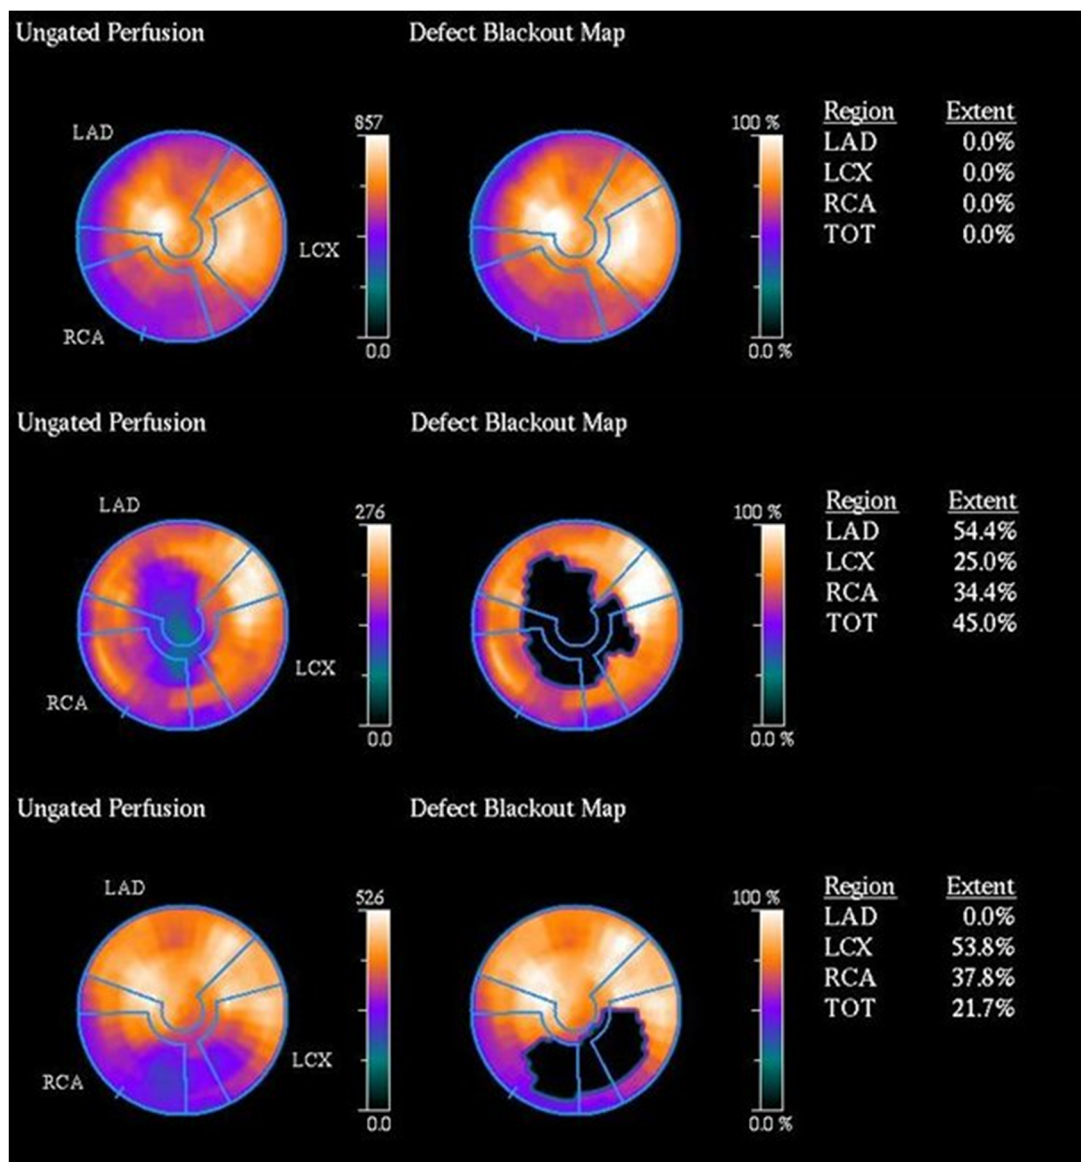 Ungated Perfusion Defect Blackout Map
LAD
LCX
RCA
857
0.0
100 %
0.0 %
Region Extent
LAD 0.0%
LCX 0.0%
RCA 0.0%
TOT 0.0%
Ungated Perfusion Defect Blackout Map
LAD
LCX
RCA
276
0.0
100 %
0.0 %
Region Extent
LAD 54.4%
LCX 25.0%
RCA 34.4%
TOT 45.0%
Ungated Perfusion Defect Blackout Map
LAD
LCX
RCA
526
0.0
100 %
0.0 %
Region Extent
LAD 0.0%
LCX 53.8%
RCA 37.8%
TOT 21.7%